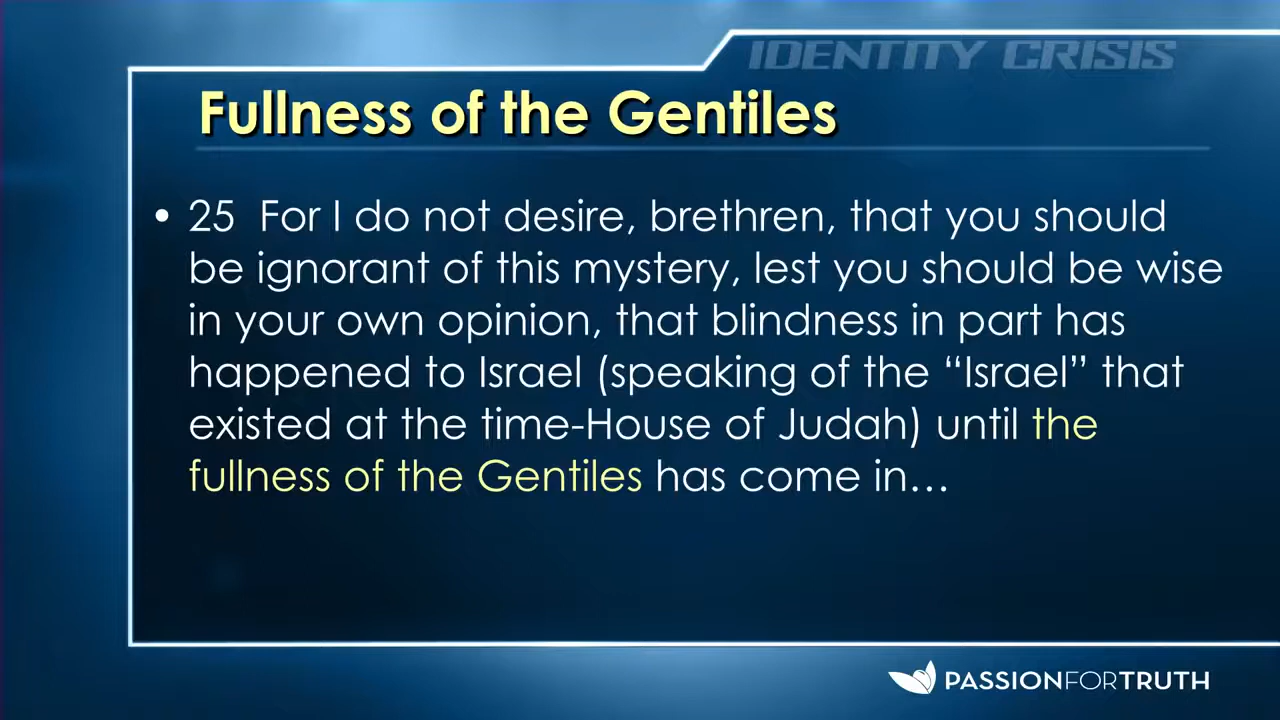 IDENTITY CRISIS
Fullness of the Gentiles
• 25 For I do not desire, brethren, that you should
be ignorant of this mystery, lest you should be wise
in your own opinion, that blindness in part has
happened to Israel (speaking of the “Israel” that
existed at the time-House of Judah) until the
fullness of the Gentiles has come in…
PASSIONFORTRUTH